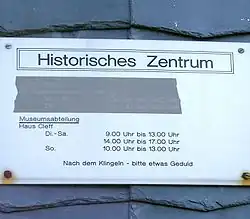 Historisches Zentrum
Museumsabteilung
Haus Cleff
Di.-Sa. 9.00 Uhr bis 13.00 Uhr
14.00 Uhr bis 17.00 Uhr
So. 10.00 Uhr bis 13.00 Uhr
Nach dem Klingeln - bitte etwas Geduld